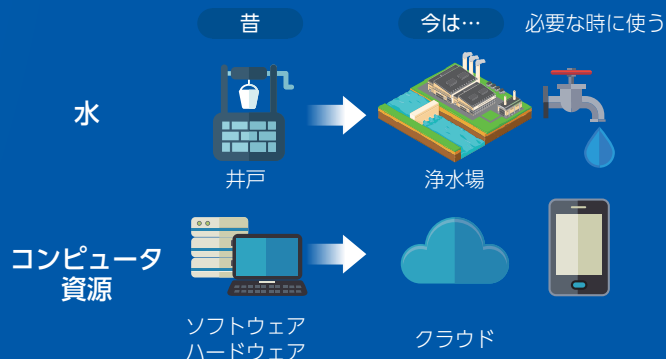 昔
今は…
必要な時に使う
水
井戸
浄水場
コンピュータ
資源
ソフトウェア
ハードウェア
クラウド